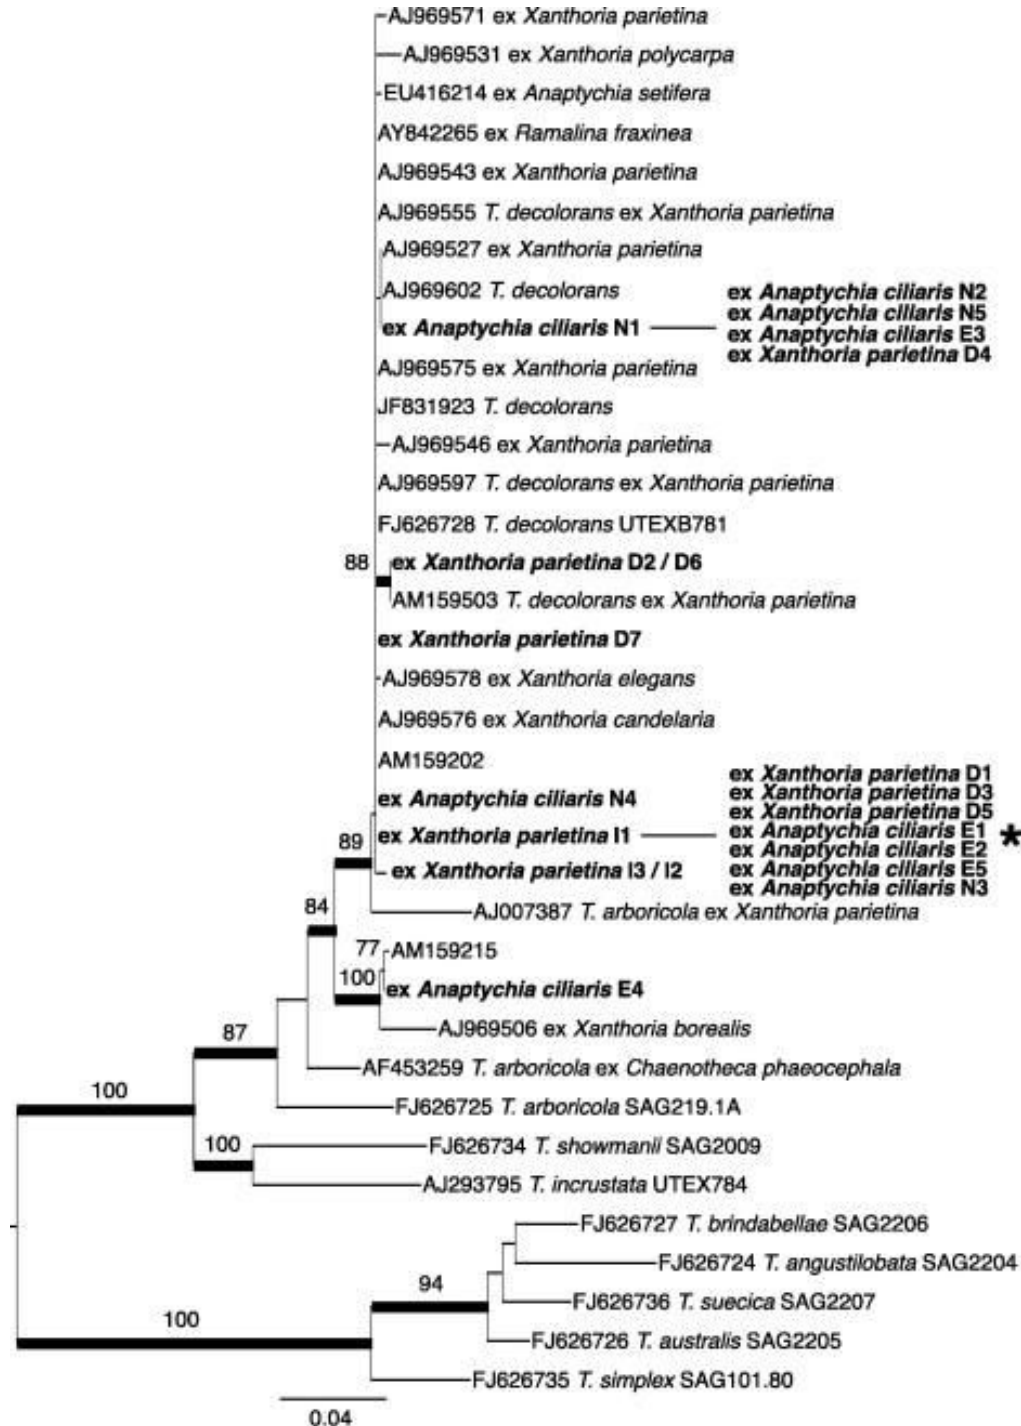 AJ969571 ex Xanthoria parietina
AJ969531 ex Xanthoria polycarpa
EU416214 ex Anaptychia setifera
AY842265 ex Ramalina fraxinea
AJ969543 ex Xanthoria parietina
AJ969555 T. decolorans ex Xanthoria parietina
AJ969527 ex Xanthoria parietina
AJ969602 T. decolorans
ex Anaptychia ciliaris N1
ex Anaptychia ciliaris N2
ex Anaptychia ciliaris N5
ex Anaptychia ciliaris E3
ex Xanthoria parietina D4
AJ969575 ex Xanthoria parietina
JF831923 T. decolorans
AJ969546 ex Xanthoria parietina
AJ969597 T. decolorans ex Xanthoria parietina
FJ626728 T. decolorans UTEXB781
88
ex Xanthoria parietina D2 / D6
AM159503 T. decolorans ex Xanthoria parietina
ex Xanthoria parietina D7
AJ969578 ex Xanthoria elegans
AJ969576 ex Xanthoria candelaria
AM159202
ex Anaptychia ciliaris N4
ex Xanthoria parietina I1
ex Xanthoria parietina D1
ex Xanthoria parietina D3
ex Xanthoria parietina D5
ex Anaptychia ciliaris E1 *
ex Anaptychia ciliaris E2
ex Anaptychia ciliaris E5
ex Anaptychia ciliaris N3
89
ex Xanthoria parietina I3 / I2
84
AJ007387 T. arboricola ex Xanthoria parietina
77
AM159215
100
ex Anaptychia ciliaris E4
AJ969506 ex Xanthoria borealis
87
AF453259 T. arboricola ex Chaenotheca phaeocephala
100
FJ626725 T. arboricola SAG219.1A
100
FJ626734 T. showmanii SAG2009
AJ293795 T. incrustata UTEX784
FJ626727 T. brindabellae SAG2206
FJ626724 T. angustilobata SAG2204
94
FJ626736 T. suecica SAG2207
100
FJ626726 T. australis SAG2205
FJ626735 T. simplex SAG101.80
0.04